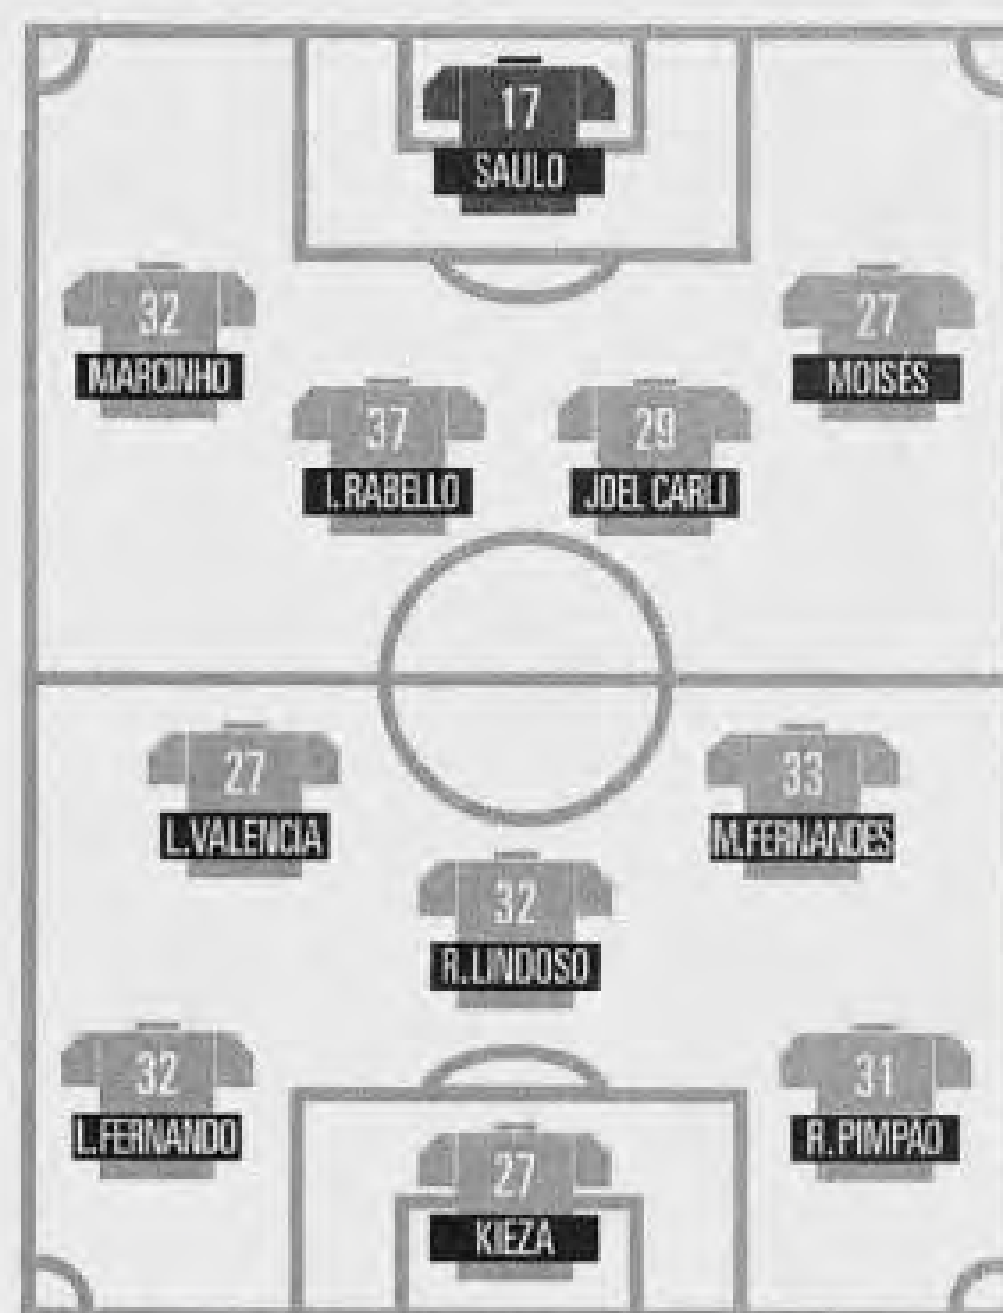 17
SAULO
32
MARCINHO
27
MOISÉS
37
I.RABELLO
29
JOEL CARLI
27
L.VALENCIA
33
M.FERNANDES
32
R.LINDOSO
32
L.FERNANDO
31
R.PIMPAO
27
KIEZA